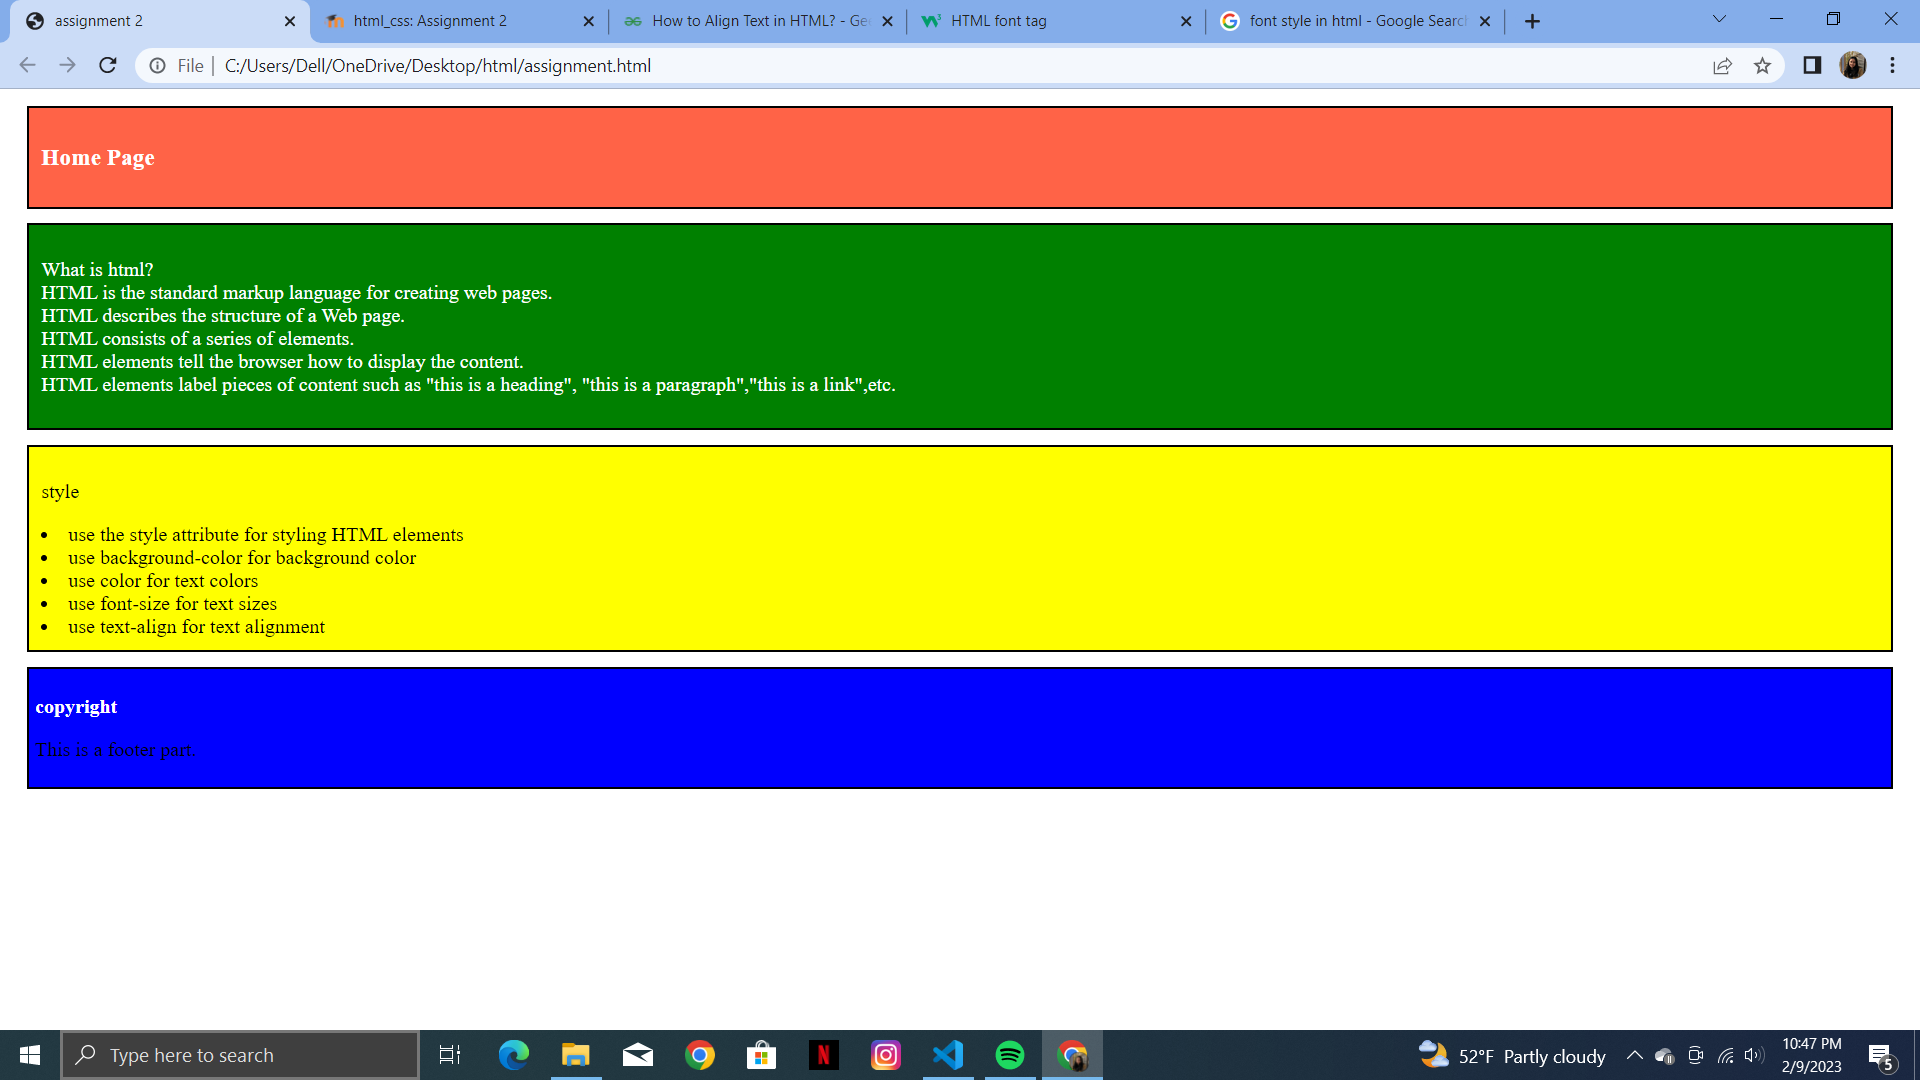 assignment 2
html_css: Assignment 2
How to Align Text in HTML? - Ge
HTML font tag
font style in html - Google Search
File
C:/Users/Dell/OneDrive/Desktop/html/assignment.html
Home Page
What is html?
HTML is the standard markup language for creating web pages.
HTML describes the structure of a Web page.
HTML consists of a series of elements.
HTML elements tell the browser how to display the content.
HTML elements label pieces of content such as "this is a heading", "this is a paragraph","this is a link",etc.
style
• use the style attribute for styling HTML elements
• use background-color for background color
• use color for text colors
• use font-size for text sizes
• use text-align for text alignment
copyright
This is a footer part.
Type here to search
52°F Partly cloudy
10:47 PM
2/9/2023
5